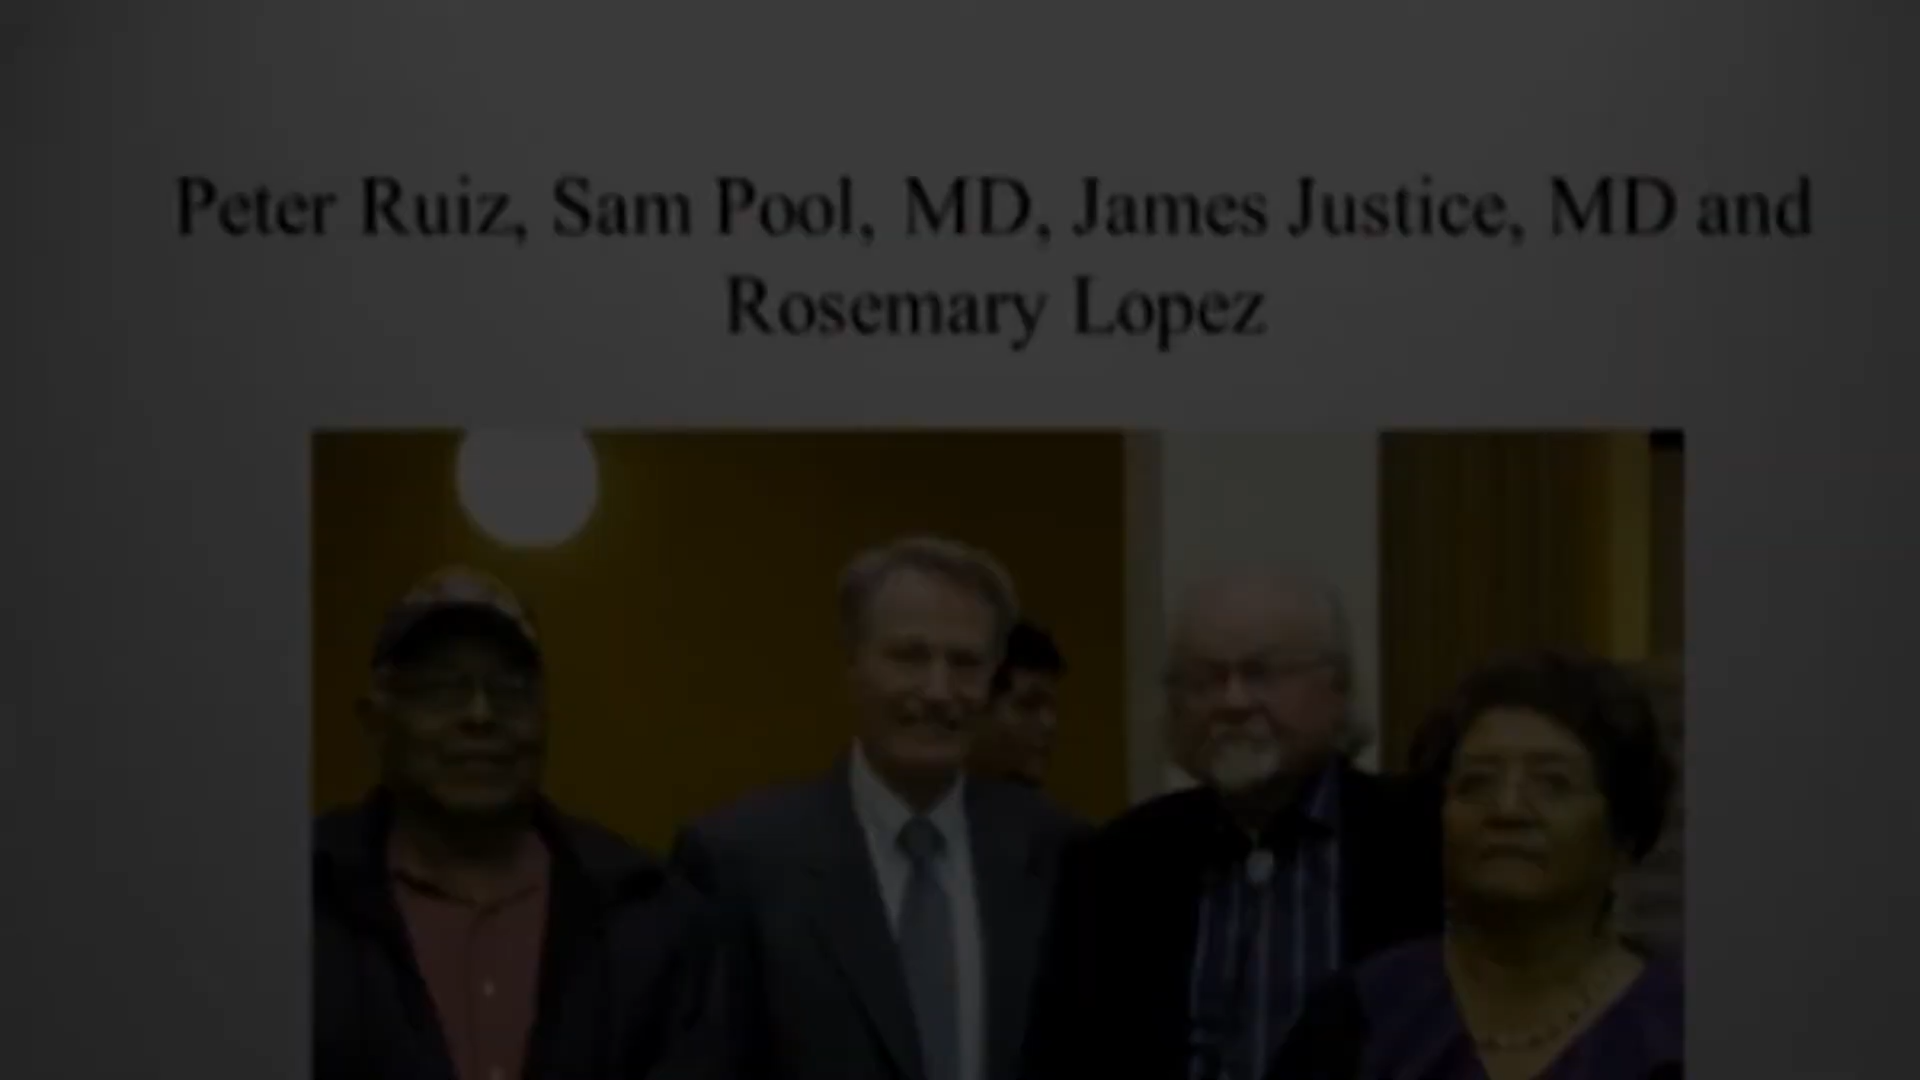 Peter Ruiz, Sam Pool, MD, James Justice, MD and
Rosemary Lopez